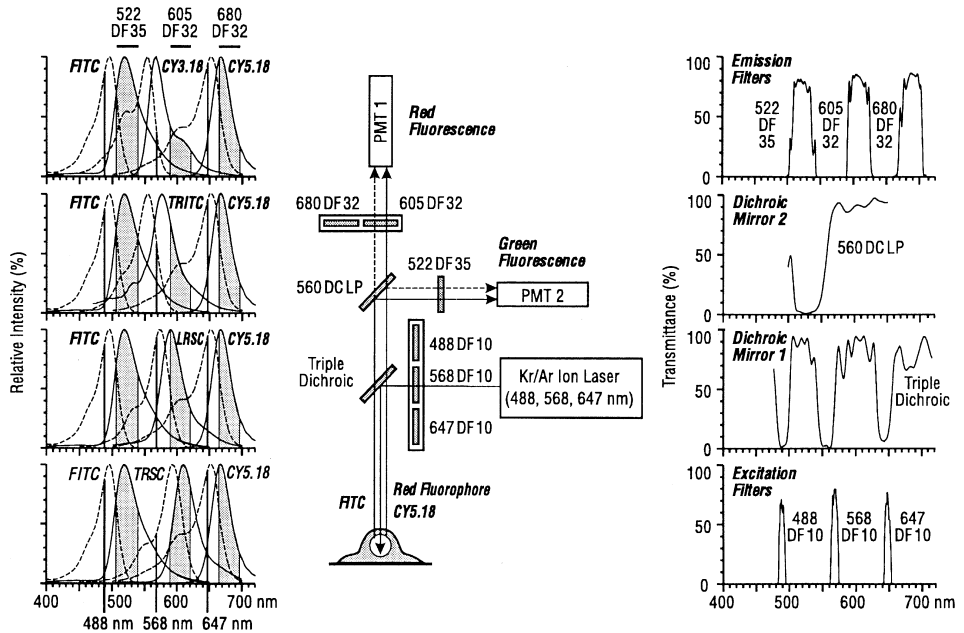 522
DF35
605
DF32
680
DF32
Relative Intensity (%)
FITC
CY3.18
CY5.18
FITC
TRITC
CY5.18
FITC
LRSC
CY5.18
FITC
TRSC
CY5.18
400 500 600 700 nm
488 nm 568 nm 647 nm
PMT 1
Red
Fluorescence
680 DF32
605 DF32
560 DC LP
522 DF35
Green
Fluorescence
PMT 2
Triple
Dichroic
488 DF10
568 DF10
647 DF10
Kr/Ar Ion Laser
(488, 568, 647 nm)
FITC
Red Fluorophore
CY5.18
Transmittance (%)
100
50
0
Emission
Filters
522
DF
35
605
DF
32
680
DF
32
100
50
0
Dichroic
Mirror 2
560 DC LP
100
50
0
Dichroic
Mirror 1
Triple
Dichroic
100
50
0
Excitation
Filters
488
DF10
568
DF10
647
DF10
400 500 600 700 nm